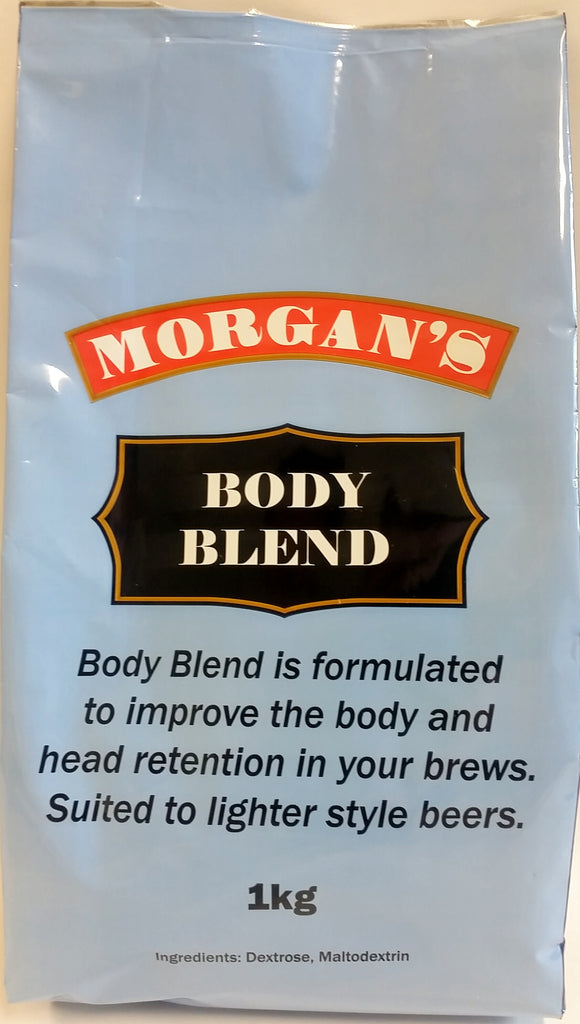 MORGAN'S
BODY
BLEND
Body Blend is formulated
to improve the body and
head retention in your brews.
Suited to lighter style beers.
1kg
Ingredients: Dextrose, Maltodextrin